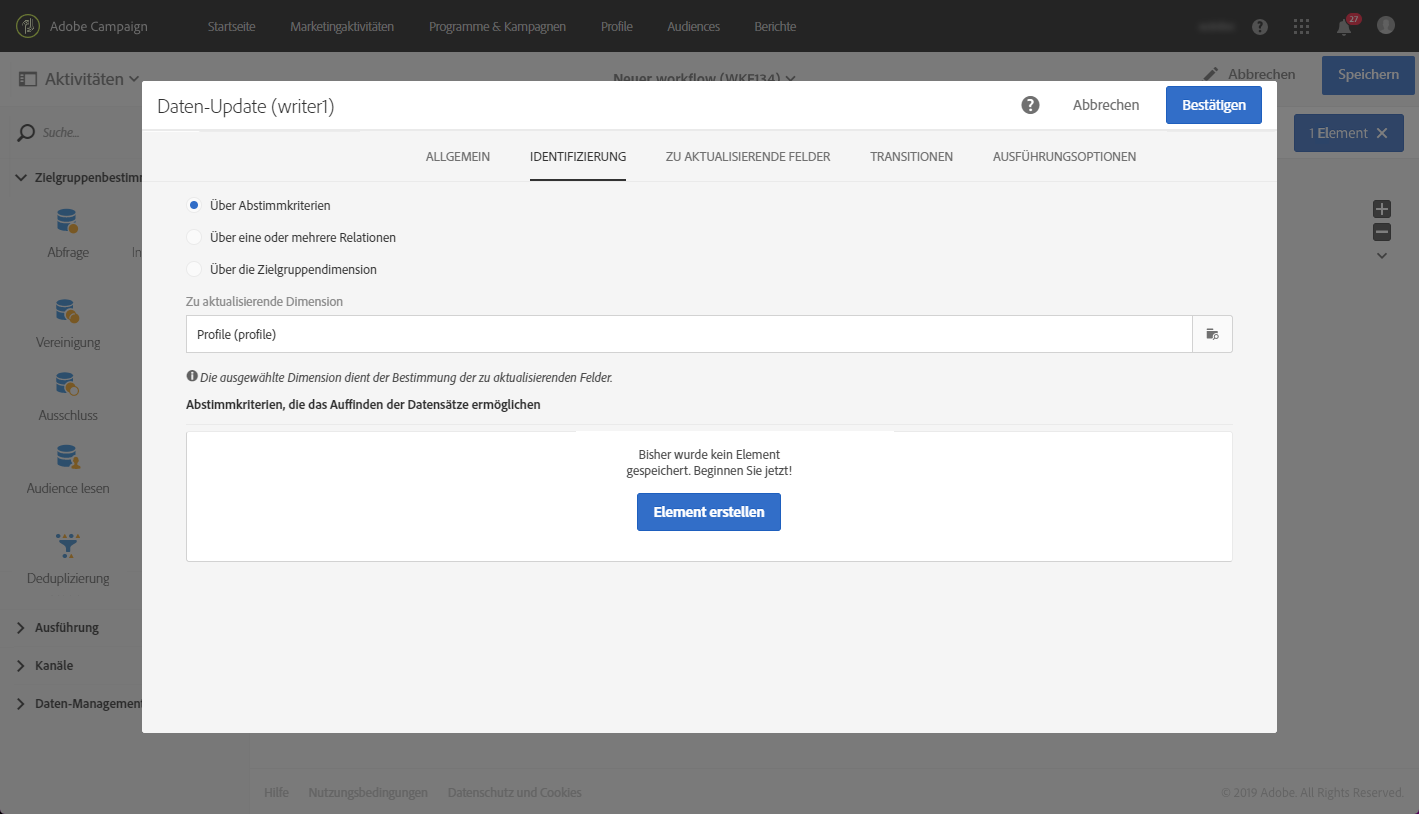 Adobe Campaign
Startseite
Marketingaktivitäten
Programme & Kampagnen
Profile
Audiences
Berichte
27
Aktivitäten
Neuer workflow (WKF134)
Abbrechen
Speichern
Daten-Update (writer1)
Abbrechen
Bestätigen
Suche...
1 Element
ALLGEMEIN
IDENTIFIZIERUNG
ZU AKTUALISIERENDE FELDER
TRANSITIONEN
AUSFÜHRUNGSOPTIONEN
Zielgruppenbestimm
Über Abstimmkriterien
Über eine oder mehrere Relationen
Über die Zielgruppendimension
Abfrage
In
Zu aktualisierende Dimension
Profile (profile)
Vereinigung
Die ausgewählte Dimension dient der Bestimmung der zu aktualisierenden Felder.
Abstimmkriterien, die das Auffinden der Datensätze ermöglichen
Ausschluss
Bisher wurde kein Element
gespeichert. Beginnen Sie jetzt!
Element erstellen
Audience lesen
Deduplizierung
Ausführung
Kanäle
Daten-Management
Hilfe
Nutzungsbedingungen
Datenschutz und Cookies
© 2019 Adobe. All Rights Reserved.